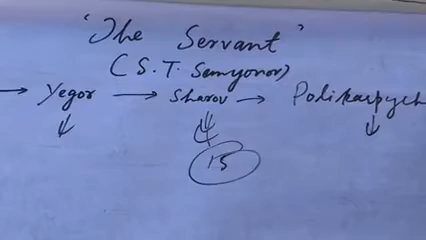 'The Servant'
(S.T. Semyonov)
→ Yegor → Sharov → Polikarpych
15